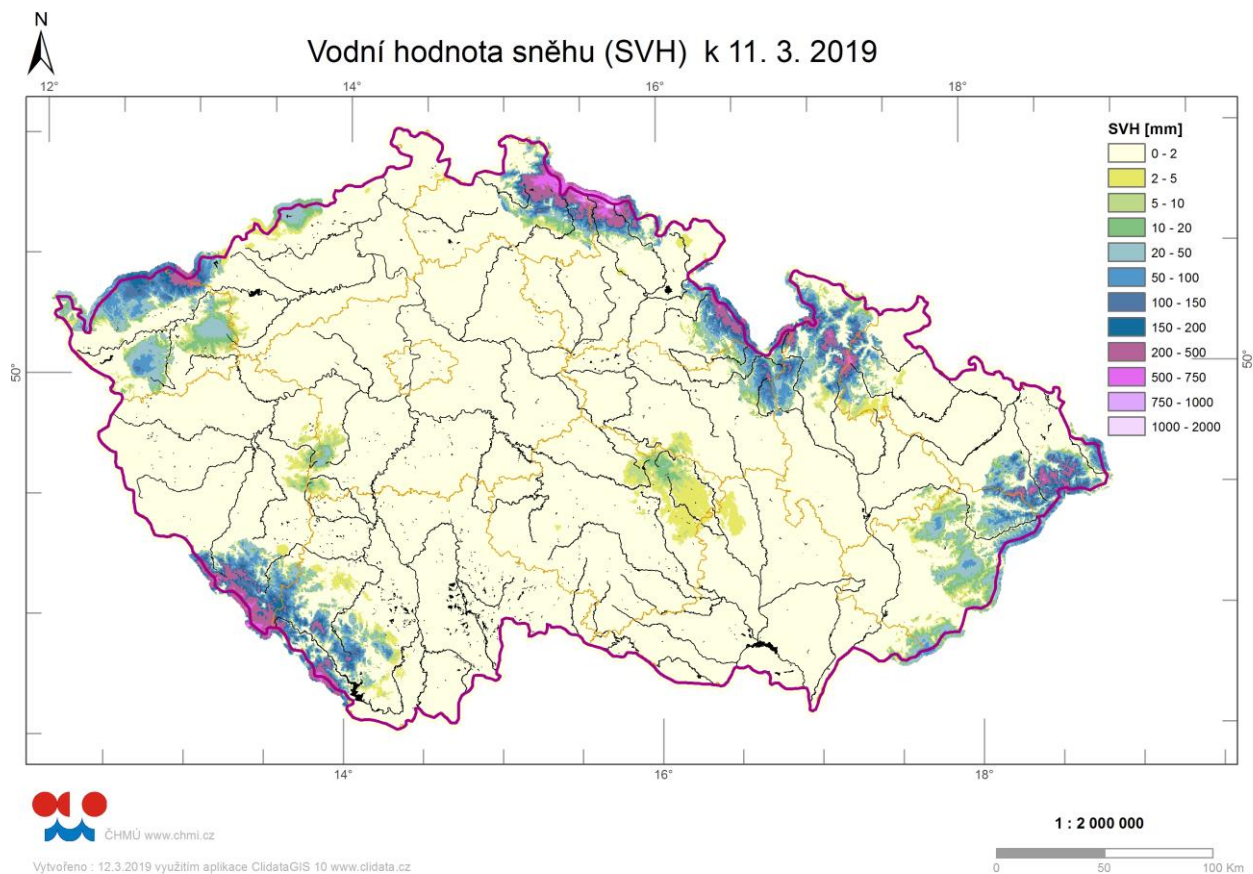 N
Vodní hodnota sněhu (SVH) k 11. 3. 2019
12°
14°
16°
18°
SVH [mm]
0 - 2
2 - 5
5 - 10
10 - 20
20 - 50
50 - 100
100 - 150
150 - 200
200 - 500
500 - 750
750 - 1000
1000 - 2000
50°
50°
14°
16°
18°
ČHMÚ www.chmi.cz
1 : 2 000 000
Vytvořeno : 12.3.2019 využitím aplikace ClidataGIS 10 www.clidata.cz
0 50 100 Km